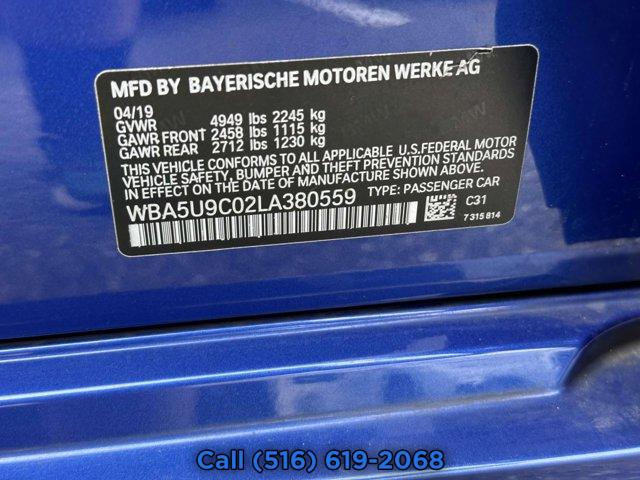 MFD BY BAYERISCHE MOTOREN WERKE AG
04/19
GVWR 4949 lbs 2245 kg
GAWR FRONT 2458 lbs 1115 kg
GAWR REAR 2712 lbs 1230 kg
THIS VEHICLE CONFORMS TO ALL APPLICABLE U.S.FEDERAL MOTOR
VEHICLE SAFETY, BUMPER, AND THEFT PREVENTION STANDARDS
IN EFFECT ON THE DATE OF MANUFACTURE SHOWN ABOVE.
WBA5U9C02LA380559 TYPE: PASSENGER CAR
C31
7315814
Call (516) 619-2068